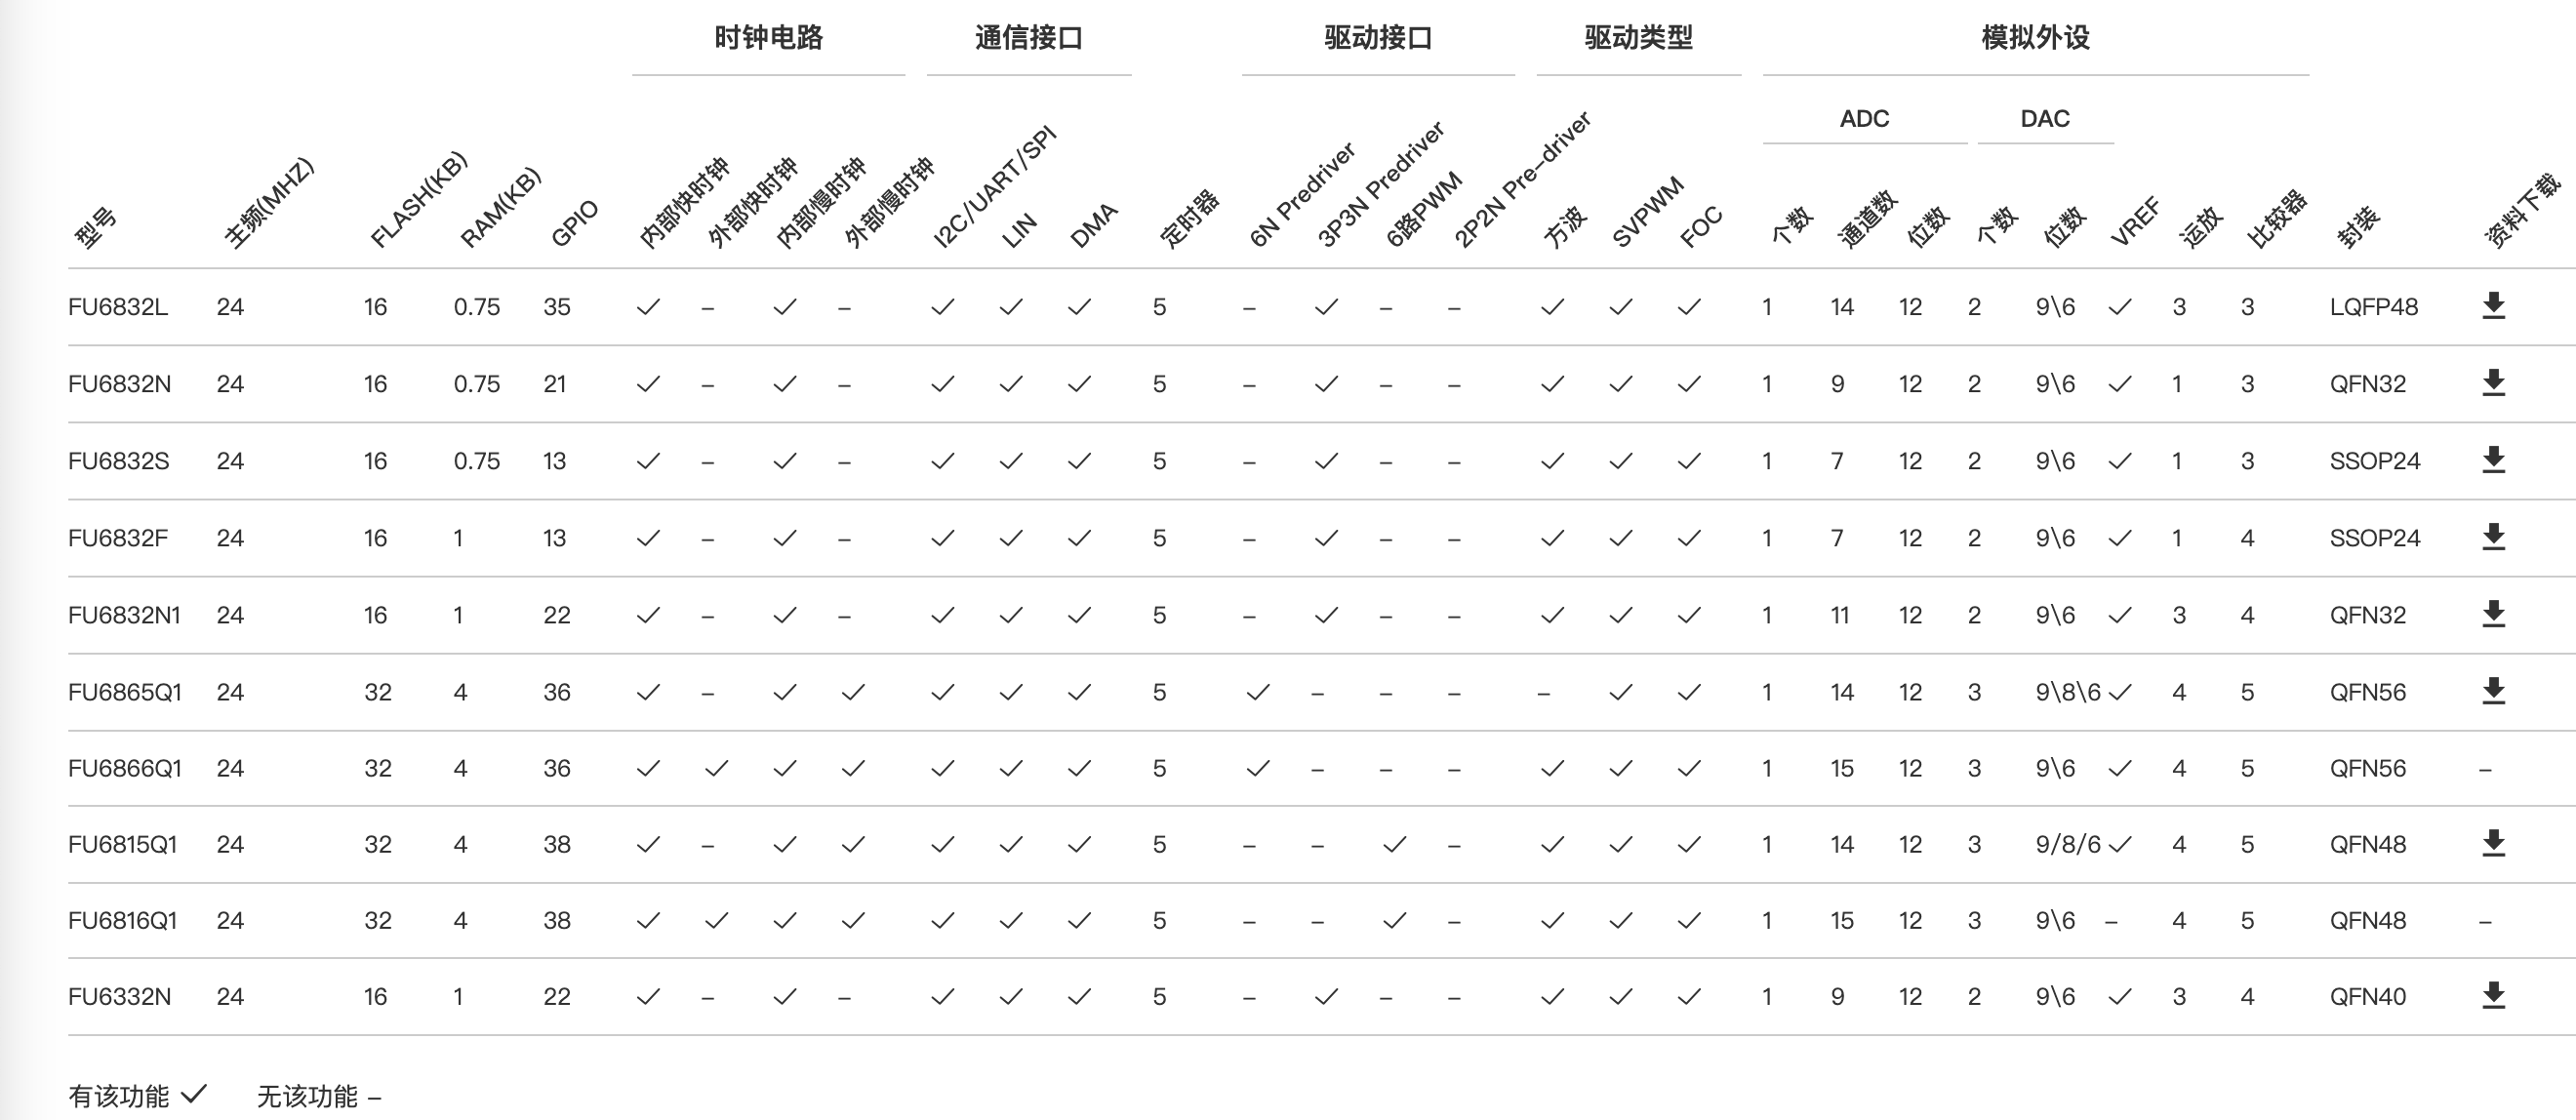 时钟电路 通信接口 驱动接口 驱动类型 模拟外设
ADC DAC
型号 主频(MHZ) FLASH(KB) RAM(KB) GPIO 内部快时钟 外部快时钟 内部慢时钟 外部慢时钟 I2C/UART/SPI LIN DMA 定时器 6N Predriver 3P3N Predriver 6路PWM 2P2N Pre-driver 方波 SVPWM FOC 个数 通道数 位数 个数 位数 VREF 运放 比较器 封装 资料下载
FU6832L 24 16 0.75 35 ✓ – ✓ – ✓ ✓ ✓ 5 – ✓ – – ✓ ✓ ✓ 1 14 12 2 9\6 ✓ 3 3 LQFP48
FU6832N 24 16 0.75 21 ✓ – ✓ – ✓ ✓ ✓ 5 – ✓ – – ✓ ✓ ✓ 1 9 12 2 9\6 ✓ 1 3 QFN32
FU6832S 24 16 0.75 13 ✓ – ✓ – ✓ ✓ ✓ 5 – ✓ – – ✓ ✓ ✓ 1 7 12 2 9\6 ✓ 1 3 SSOP24
FU6832F 24 16 1 13 ✓ – ✓ – ✓ ✓ ✓ 5 – ✓ – – ✓ ✓ ✓ 1 7 12 2 9\6 ✓ 1 4 SSOP24
FU6832N1 24 16 1 22 ✓ – ✓ – ✓ ✓ ✓ 5 – ✓ – – ✓ ✓ ✓ 1 11 12 2 9\6 ✓ 3 4 QFN32
FU6865Q1 24 32 4 36 ✓ – ✓ ✓ ✓ ✓ ✓ 5 ✓ – – – – ✓ ✓ 1 14 12 3 9\8\6 ✓ 4 5 QFN56
FU6866Q1 24 32 4 36 ✓ ✓ ✓ ✓ ✓ ✓ ✓ 5 ✓ – – – ✓ ✓ ✓ 1 15 12 3 9\6 ✓ 4 5 QFN56 –
FU6815Q1 24 32 4 38 ✓ – ✓ ✓ ✓ ✓ ✓ 5 – – ✓ – ✓ ✓ ✓ 1 14 12 3 9/8/6 ✓ 4 5 QFN48
FU6816Q1 24 32 4 38 ✓ ✓ ✓ ✓ ✓ ✓ ✓ 5 – – ✓ – ✓ ✓ ✓ 1 15 12 3 9\6 – 4 5 QFN48 –
FU6332N 24 16 1 22 ✓ – ✓ – ✓ ✓ ✓ 5 – ✓ – – ✓ ✓ ✓ 1 9 12 2 9\6 ✓ 3 4 QFN40
有该功能 ✓ 无该功能 –